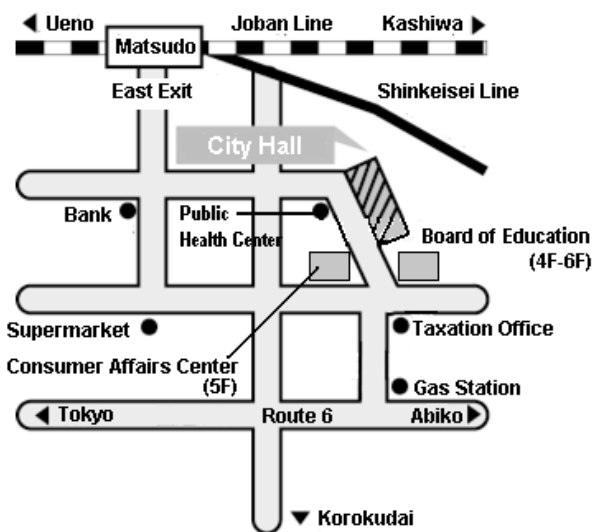 Ueno Joban Line Kashiwa
Matsudo
East Exit
Shinkeisei Line
City Hall
Bank
Public
Health Center
Board of Education
(4F-6F)
Supermarket
Taxation Office
Consumer Affairs Center
(5F)
Gas Station
Tokyo Route 6 Abiko
Korokudai